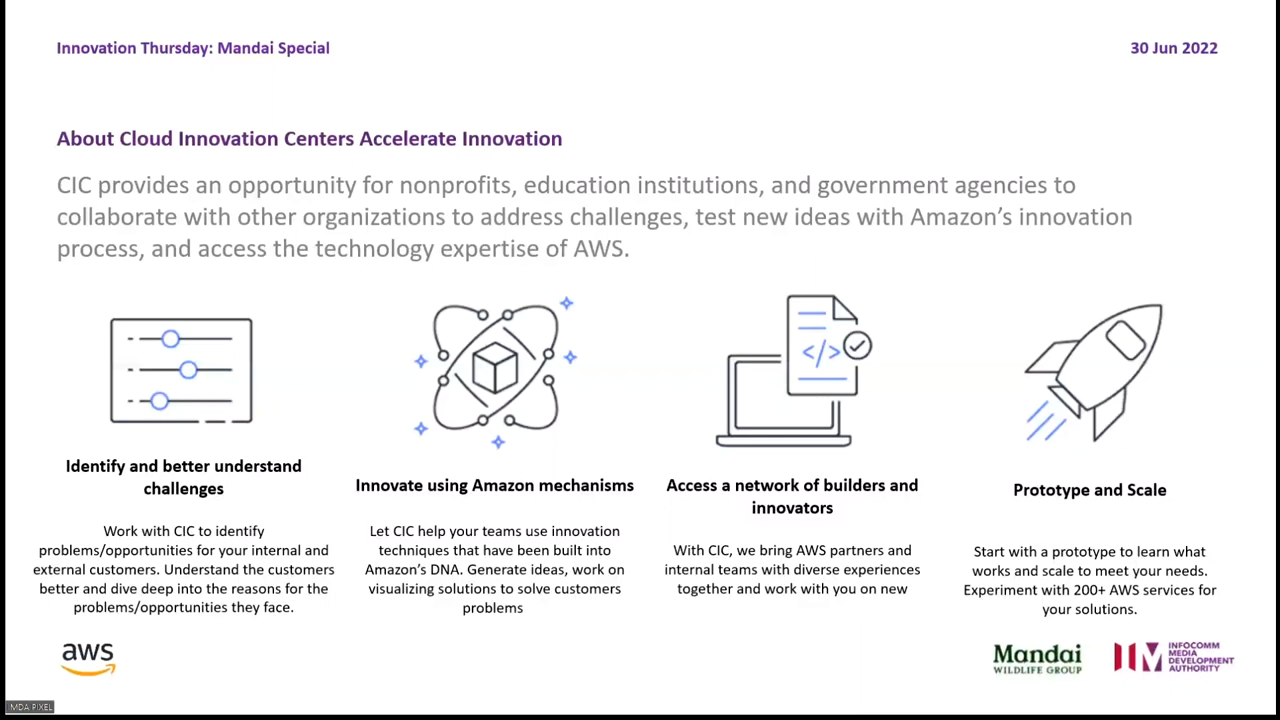 Innovation Thursday: Mandai Special
30 Jun 2022
About Cloud Innovation Centers Accelerate Innovation
CIC provides an opportunity for nonprofits, education institutions, and government agencies to
collaborate with other organizations to address challenges, test new ideas with Amazon's innovation
process, and access the technology expertise of AWS.
</>
Identify and better understand
challenges
Work with CIC to identify
problems/opportunities for your internal and
external customers. Understand the customers
better and dive deep into the reasons for the
problems/opportunities they face.
Innovate using Amazon mechanisms
Let CIC help your teams use innovation
techniques that have been built into
Amazon's DNA. Generate ideas, work on
visualizing solutions to solve customers
problems
Access a network of builders and
innovators
With CIC, we bring AWS partners and
internal teams with diverse experiences
together and work with you on new
Prototype and Scale
Start with a prototype to learn what
works and scale to meet your needs.
Experiment with 200+ AWS services for
your solutions.
aws
Mandai
WILDLIFE GROUP
INFOCOMM
MEDIA
DEVELOPMENT
AUTHORITY
IMDA PIXEL